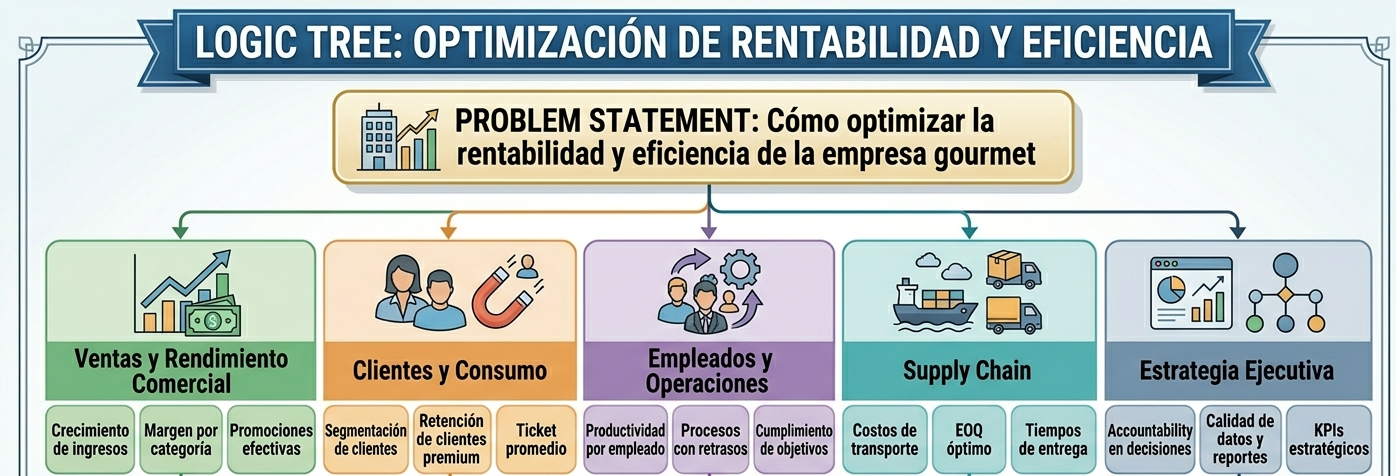 LOGIC TREE: OPTIMIZACIÓN DE RENTABILIDAD Y EFICIENCIA
PROBLEM STATEMENT: Cómo optimizar la
rentabilidad y eficiencia de la empresa gourmet
Ventas y Rendimiento
Comercial
Crecimiento
de ingresos
Margen por
categoría
Promociones
efectivas
Clientes y Consumo
Segmentación
de clientes
Retención
de clientes
premium
Ticket
promedio
Empleados y
Operaciones
Productividad
por empleado
Procesos
con retrasos
Cumplimiento
de objetivos
Supply Chain
Costos de
transporte
EOQ
óptimo
Tiempos
de entrega
Estrategia Ejecutiva
Accountability
en decisiones
Calidad de
datos y
reportes
KPIs
estratégicos